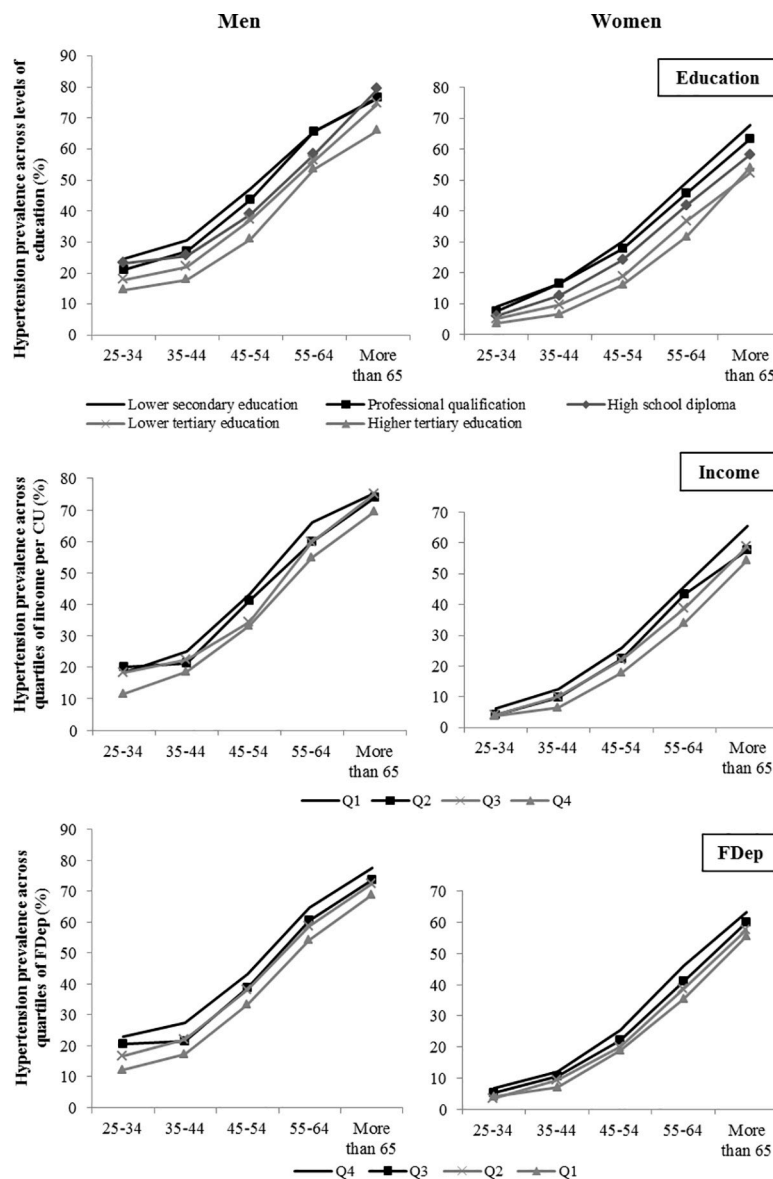 Men
Women
Education
Hypertension prevalence across levels of
education (%)
90
80
70
60
50
40
30
20
10
0
25-34 35-44 45-54 55-64 More
than 65
80
70
60
50
40
30
20
10
0
25-34 35-44 45-54 55-64 More
than 65
Lower secondary education Professional qualification High school diploma
Lower tertiary education Higher tertiary education
Income
Hypertension prevalence across
quartiles of income per CU (%)
80
70
60
50
40
30
20
10
0
25-34 35-44 45-54 55-64 More
than 65
70
60
50
40
30
20
10
0
25-34 35-44 45-54 55-64 More
than 65
Q1 Q2 Q3 Q4
FDep
Hypertension prevalence across
quartiles of FDep (%)
90
80
70
60
50
40
30
20
10
0
25-34 35-44 45-54 55-64 More
than 65
70
60
50
40
30
20
10
0
25-34 35-44 45-54 55-64 More
than 65
Q4 Q3 Q2 Q1